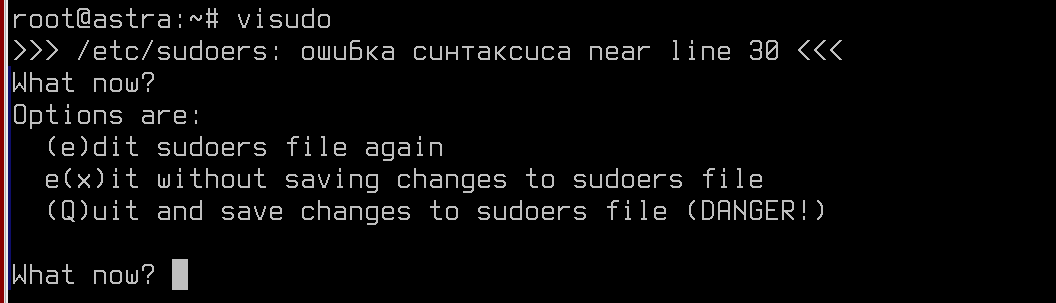 root@astra:~# visudo
>>> /etc/sudoers: ошибка синтаксиса near line 30 <<<
What now?
Options are:
  (e)dit sudoers file again
  e(x)it without saving changes to sudoers file
  (Q)uit and save changes to sudoers file (DANGER!)

What now?